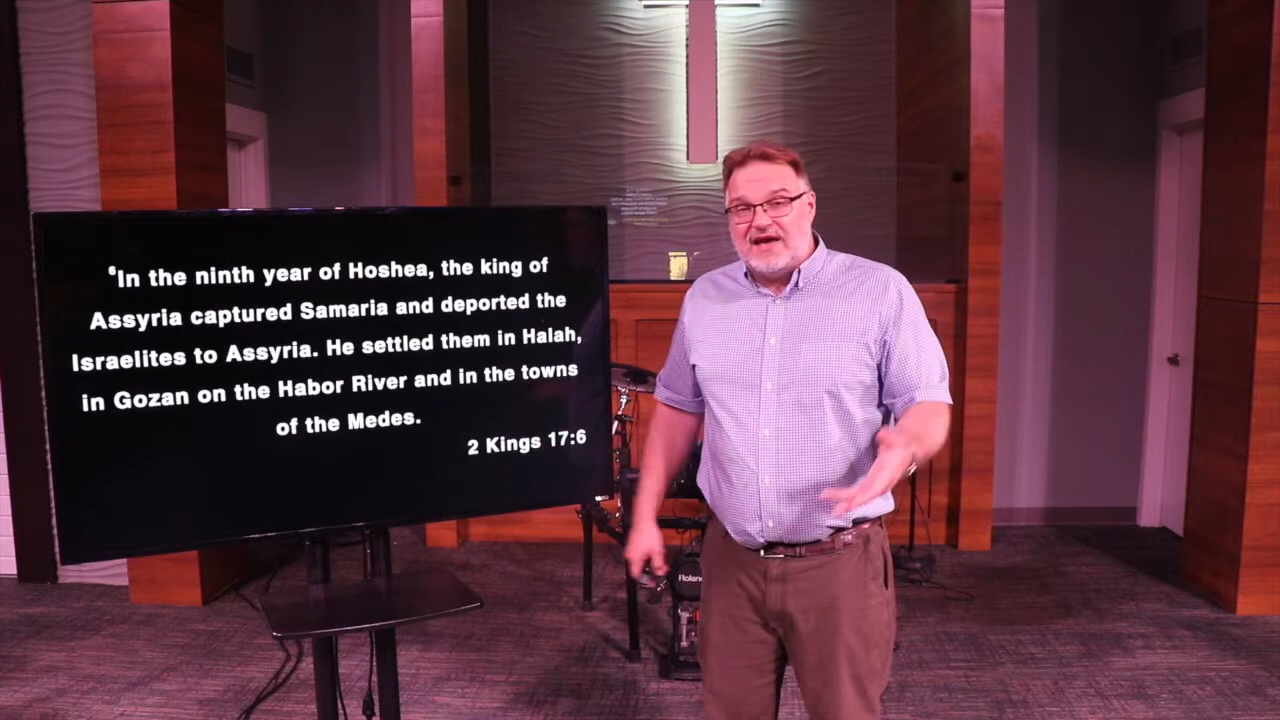 ⁶In the ninth year of Hoshea, the king of
Assyria captured Samaria and deported the
Israelites to Assyria. He settled them in Halah,
in Gozan on the Habor River and in the towns
of the Medes.
2 Kings 17:6
Roland